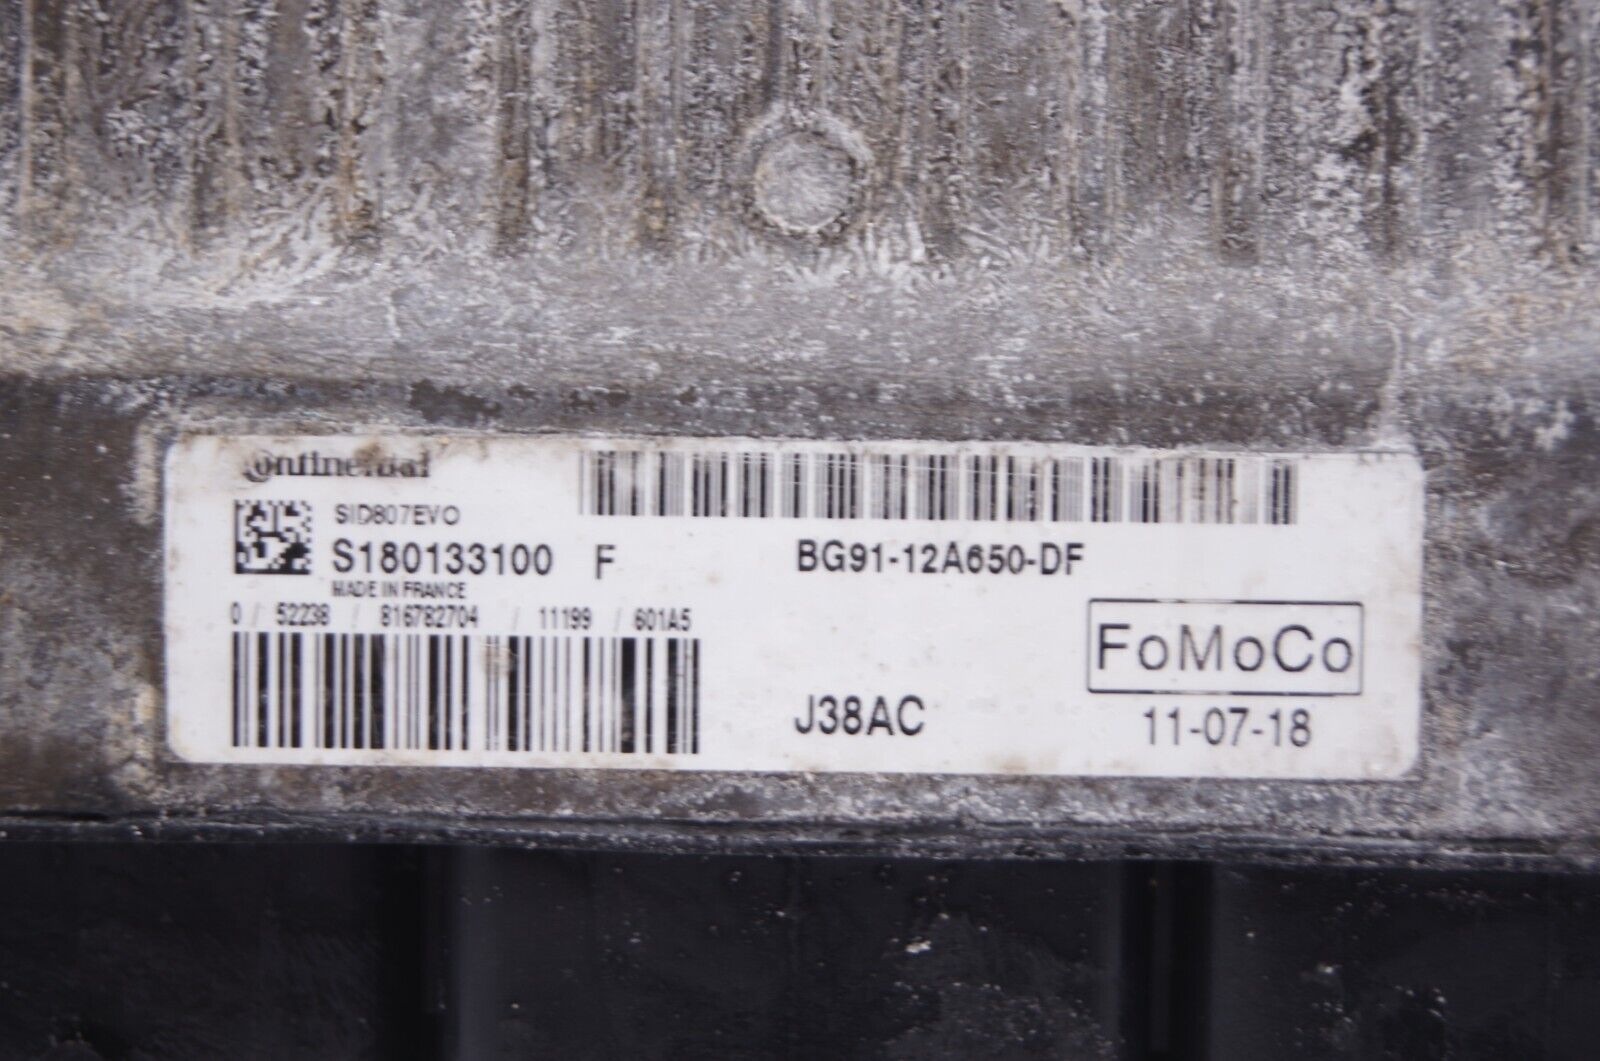 Continental
SID807EVO
S180133100 F
MADE IN FRANCE
0 / 52238 / 816782704 / 11199 / 601A5
BG91-12A650-DF
FoMoCo
J38AC
11-07-18